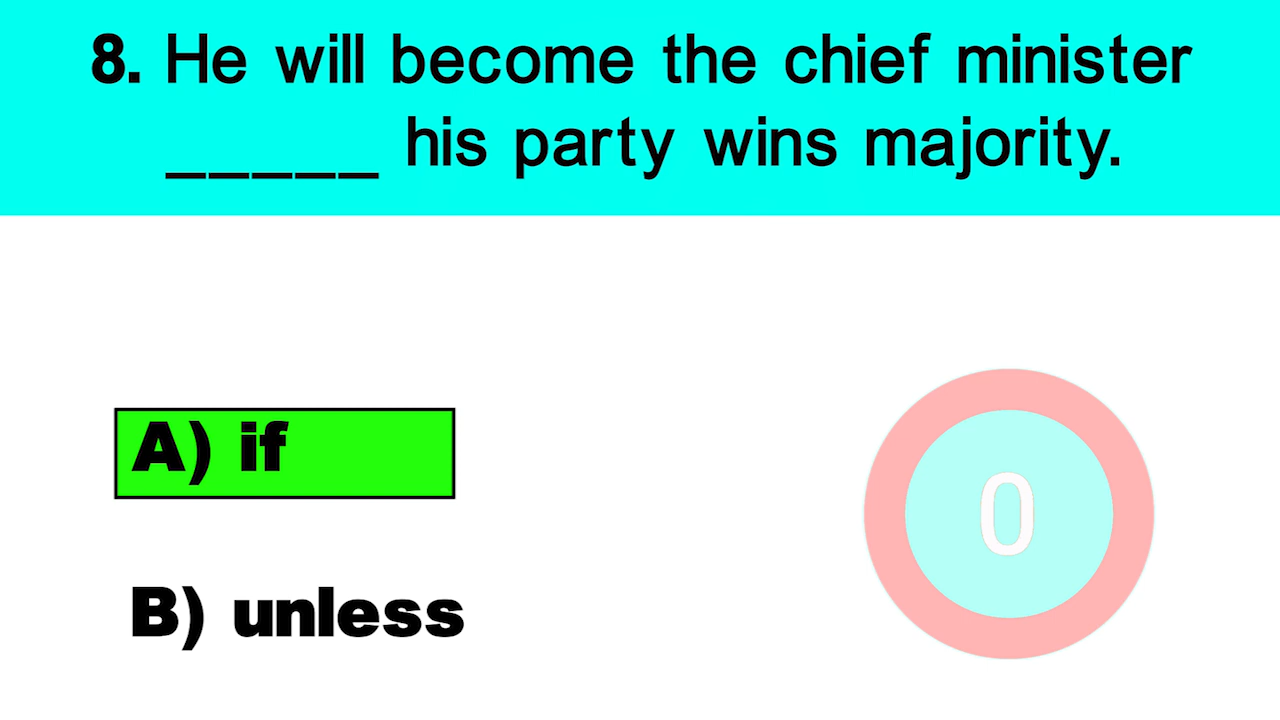 8. He will become the chief minister
_____ his party wins majority.
A) if
0
B) unless